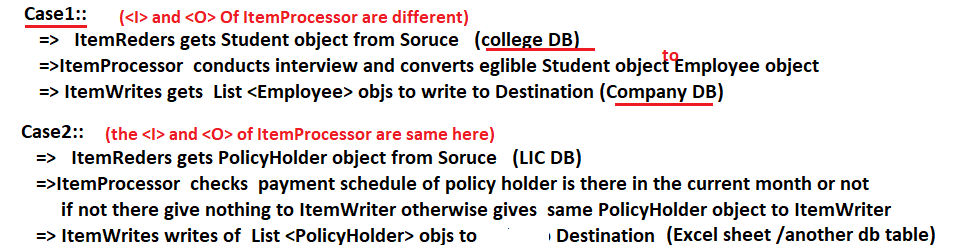 Case1:: (<I> and <O> Of ItemProcessor are different)
=> ItemReders gets Student object from Soruce (college DB)
=>ItemProcessor conducts interview and converts eglible Student object to Employee object
=> ItemWrites gets List <Employee> objs to write to Destination (Company DB)
Case2:: (the <I> and <O> of ItemProcessor are same here)
=> ItemReders gets PolicyHolder object from Soruce (LIC DB)
=>ItemProcessor checks payment schedule of policy holder is there in the current month or not
if not there give nothing to ItemWriter otherwise gives same PolicyHolder object to ItemWriter
=> ItemWrites writes of List <PolicyHolder> objs to Destination (Excel sheet /another db table)